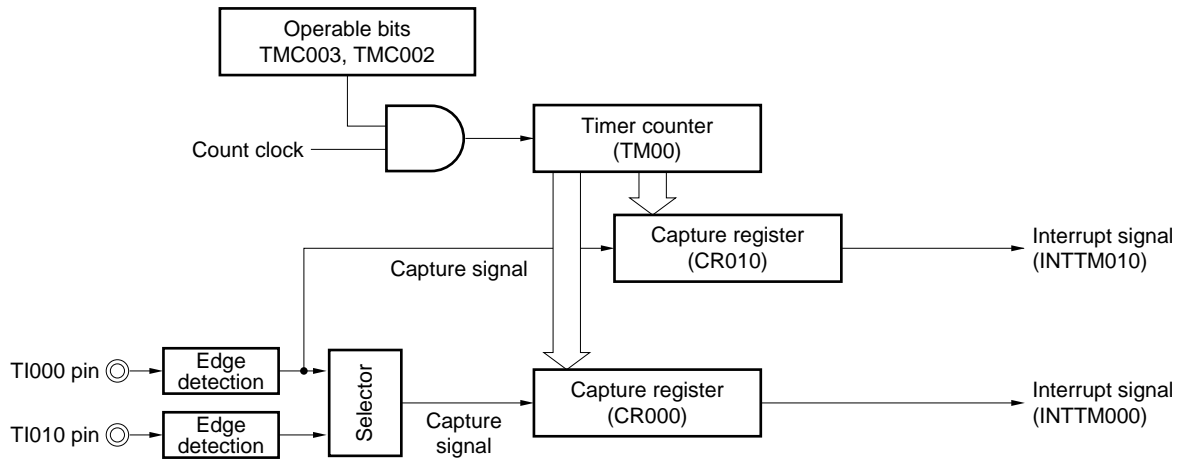 Operable bits
TMC003, TMC002
Count clock
Timer counter
(TM00)
Capture register
(CR010)
Interrupt signal
(INTTM010)
Capture signal
TI000 pin
Edge
detection
Selector
Capture register
(CR000)
Interrupt signal
(INTTM000)
TI010 pin
Edge
detection
Capture
signal